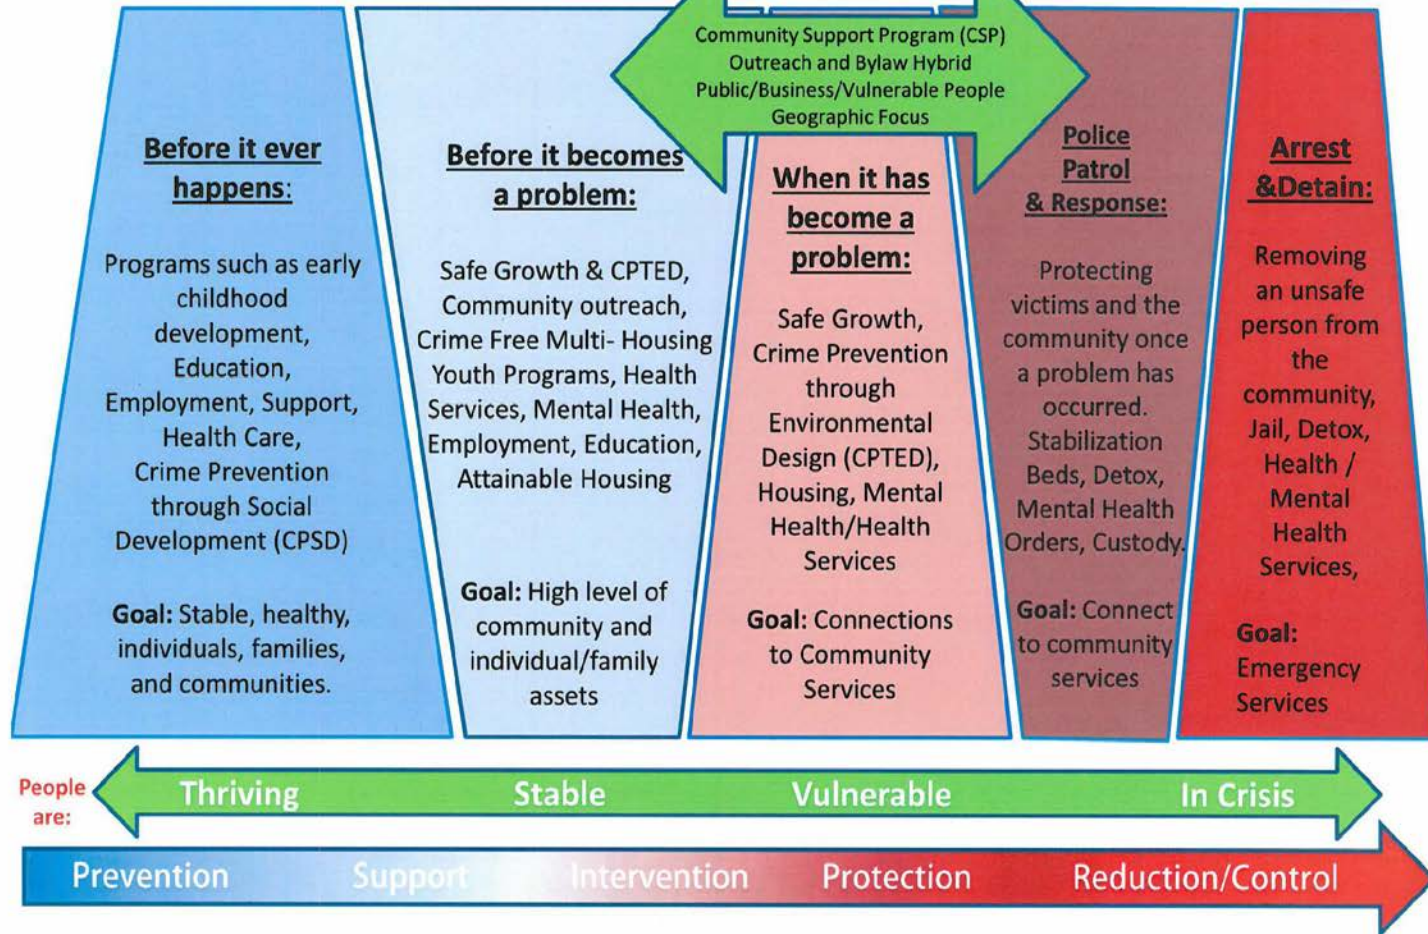 Community Support Program (CSP)
Outreach and Bylaw Hybrid
Public/Business/Vulnerable People
Geographic Focus
Before it ever
happens:
Programs such as early
childhood
development,
Education,
Employment, Support,
Health Care,
Crime Prevention
through Social
Development (CPSD)
Goal: Stable, healthy,
individuals, families,
and communities.
Before it becomes
a problem:
Safe Growth & CPTED,
Community outreach,
Crime Free Multi- Housing
Youth Programs, Health
Services, Mental Health,
Employment, Education,
Attainable Housing
Goal: High level of
community and
individual/family
assets
When it has
become a
problem:
Safe Growth,
Crime Prevention
through
Environmental
Design (CPTED),
Housing, Mental
Health/Health
Services
Goal: Connections
to Community
Services
Police
Patrol
& Response:
Protecting
victims and the
community once
a problem has
occurred.
Stabilization
Beds, Detox,
Mental Health
Orders, Custody.
Goal: Connect
to community
services
Arrest
&Detain:
Removing
an unsafe
person from
the
community,
Jail, Detox,
Health /
Mental
Health
Services,
Goal:
Emergency
Services
People
are:
Thriving Stable Vulnerable In Crisis
Prevention Support Intervention Protection Reduction/Control